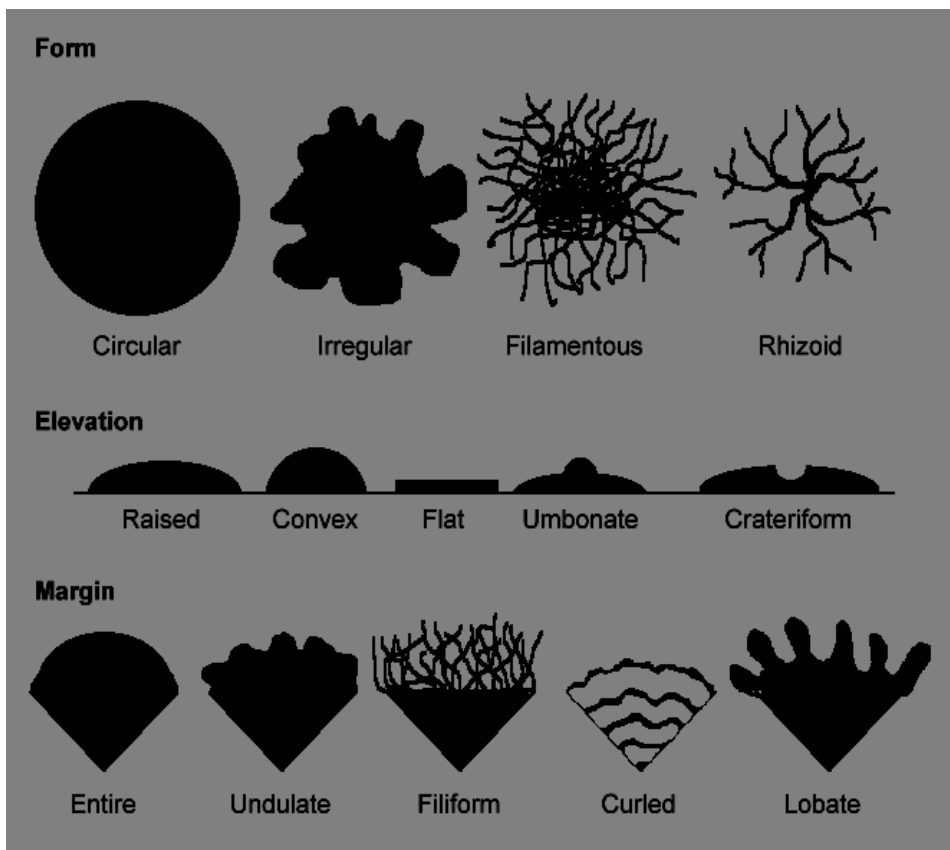 Form
Circular Irregular Filamentous Rhizoid
Elevation
Raised Convex Flat Umbonate Crateriform
Margin
Entire Undulate Filiform Curled Lobate